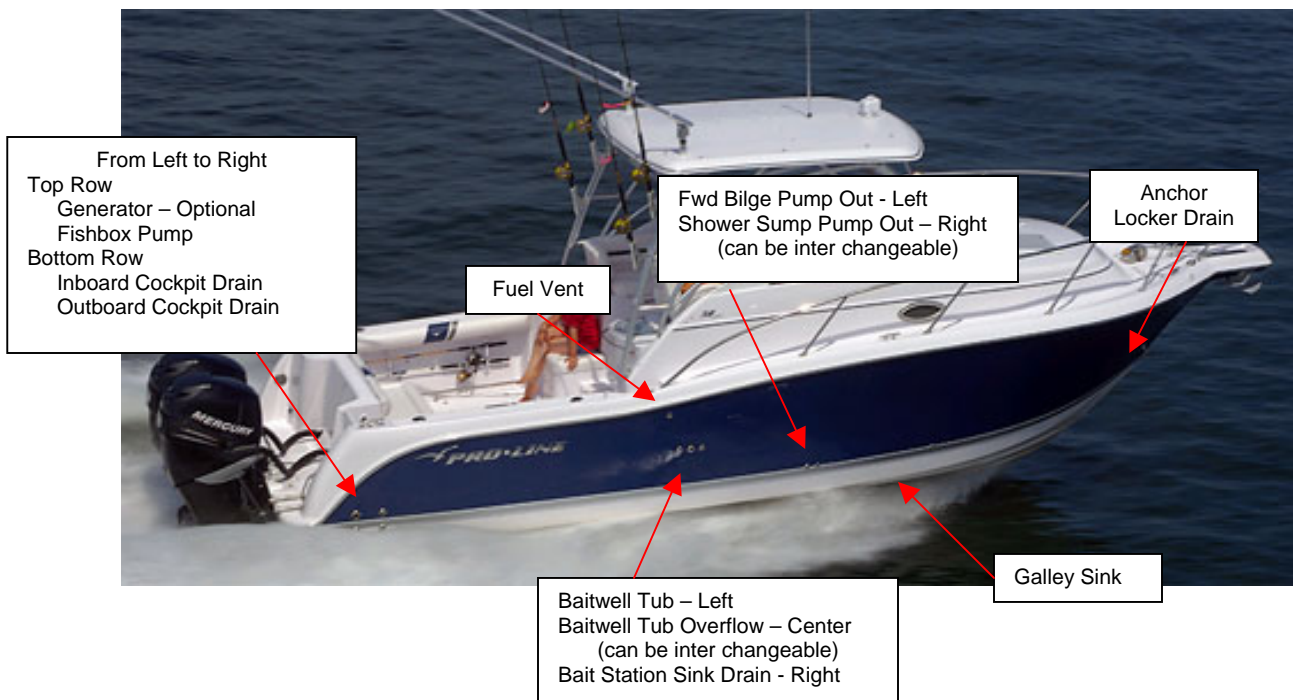 From Left to Right
Top Row
Generator – Optional
Fishbox Pump
Bottom Row
Inboard Cockpit Drain
Outboard Cockpit Drain
Fuel Vent
Fwd Bilge Pump Out - Left
Shower Sump Pump Out – Right
(can be inter changeable)
Anchor
Locker Drain
MERCURY
PRO-LINE
Baitwell Tub – Left
Baitwell Tub Overflow – Center
(can be inter changeable)
Bait Station Sink Drain - Right
Galley Sink